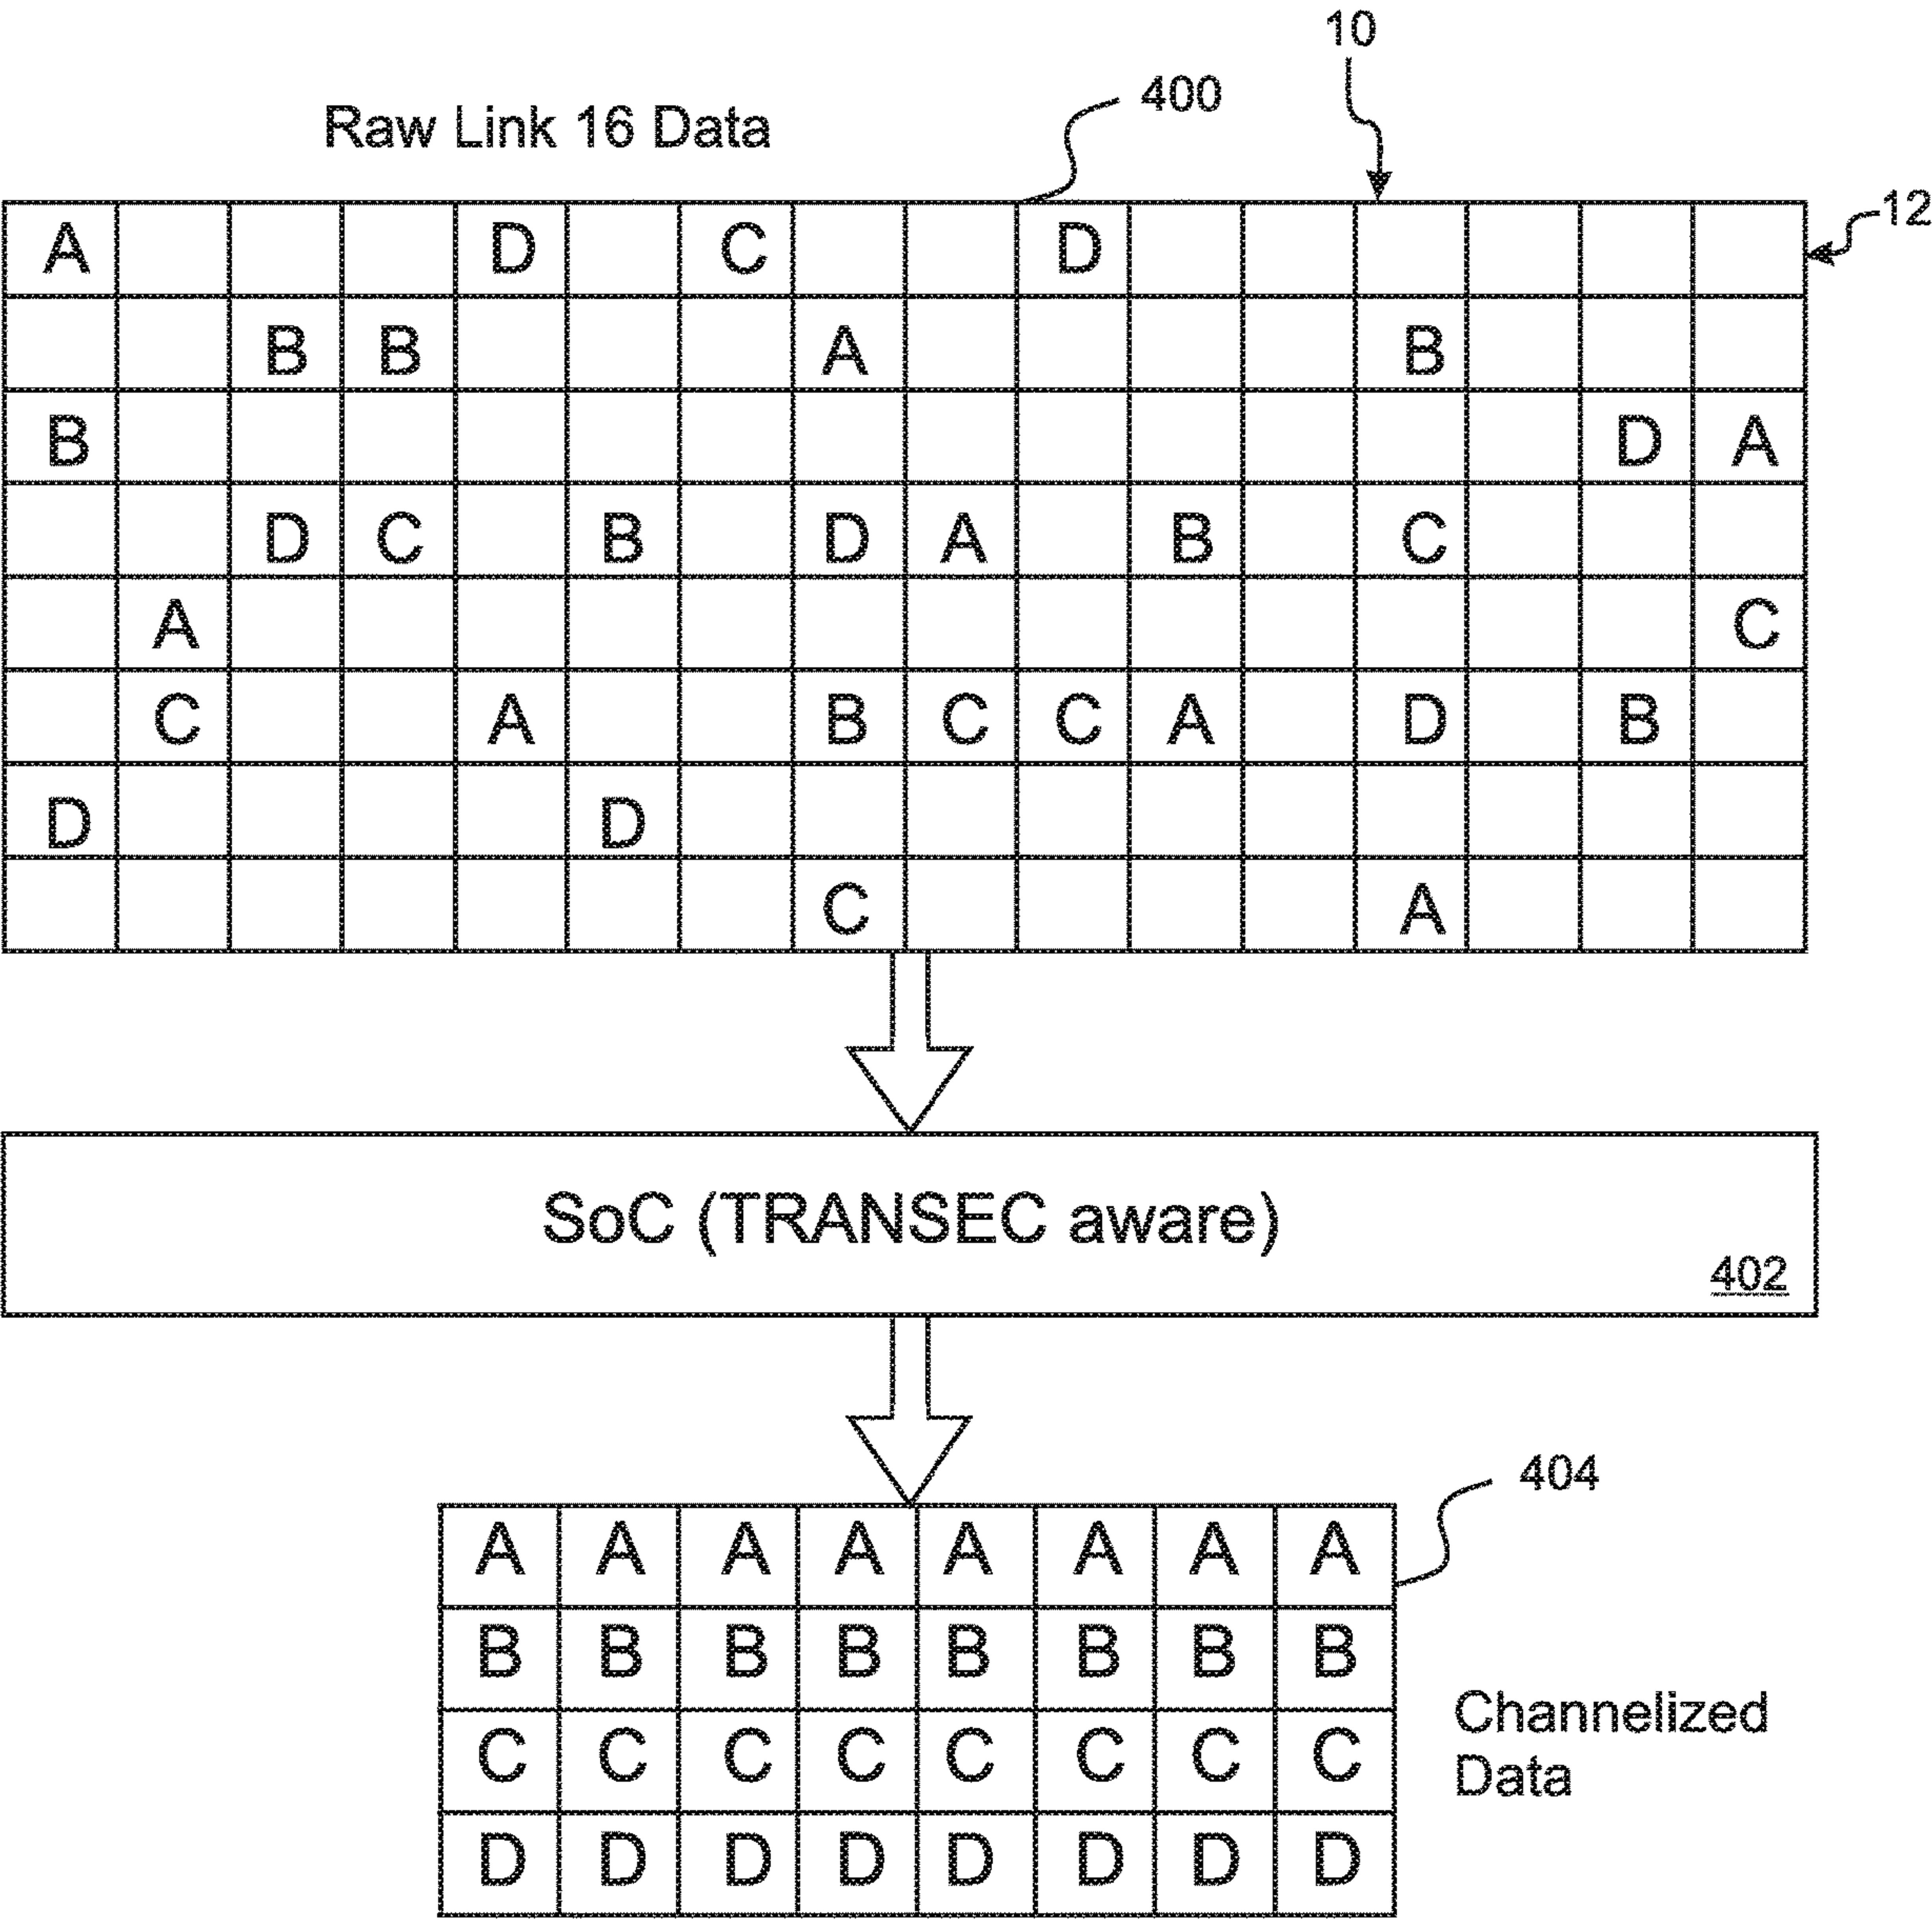 10
400
Raw Link 16 Data
12
A D C D
B B A B
B D A
D C B D A B C
A C
C A B C C A D B
D D
C A
SoC (TRANSEC aware)
402
404
A A A A A A A A
B B B B B B B B
C C C C C C C C
Channelized
Data
D D D D D D D D